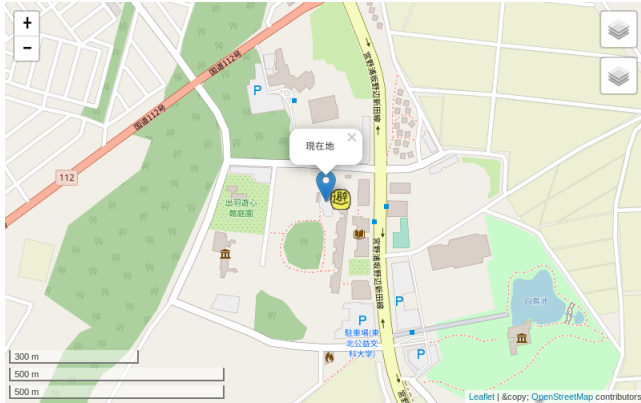 +
−
国道112号
国道112号
宮野浦坂野辺新田線
P
×
現在地
112
避
出羽遊心
館庭園
宮野浦坂野辺新田線
白鳥池
P
P
駐車場(東
北公益文
科大学)
P
300 m
500 m
500 m
Leaflet | &copy; OpenStreetMap contributors